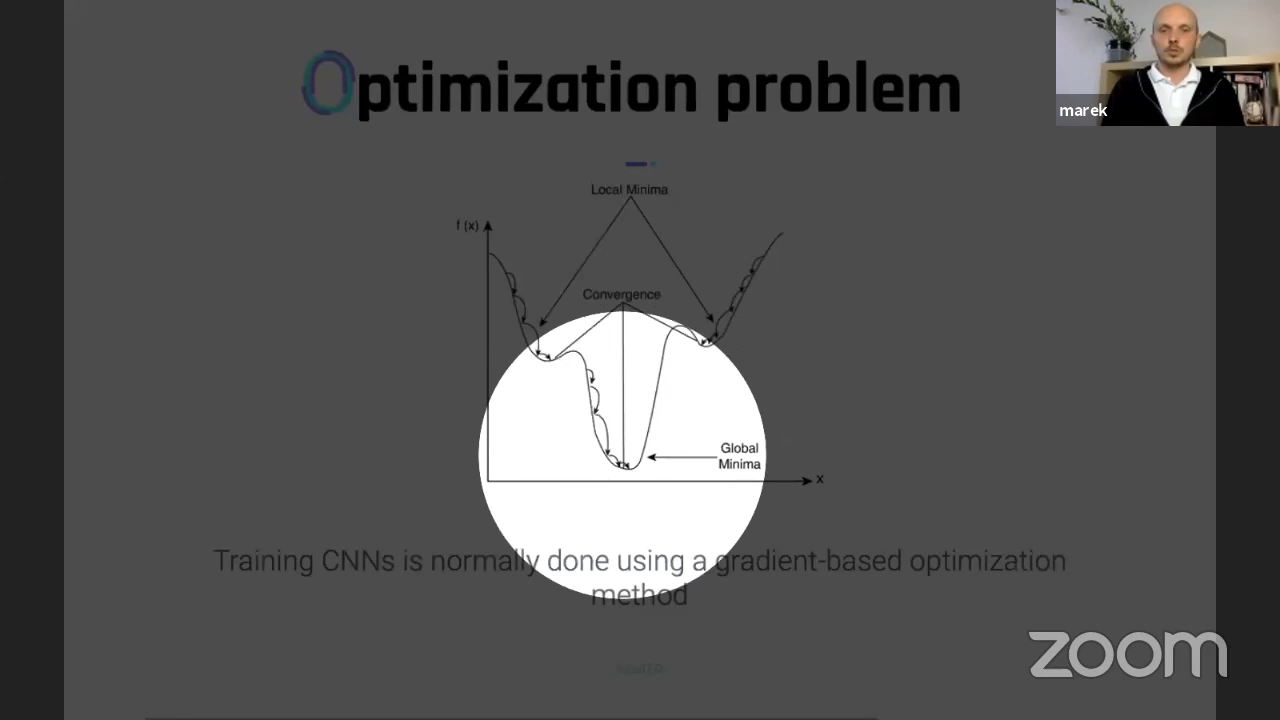 Optimization problem
marek
Local Minima
f (x)
Convergence
Global
Minima
x
Training CNNs is normally done using a gradient-based optimization
method
zoom